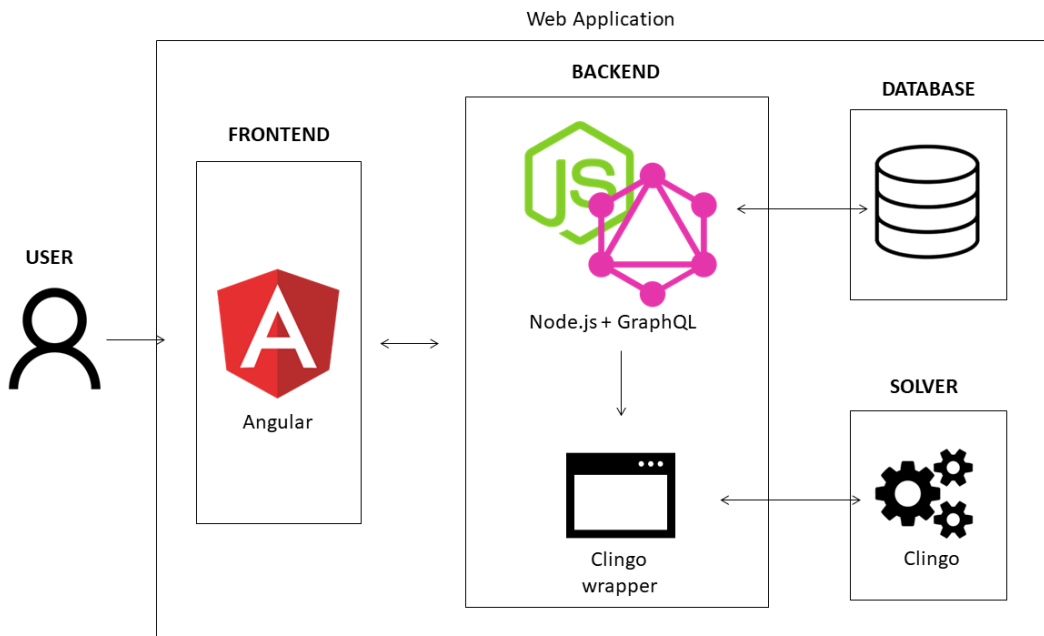 Web Application
BACKEND
DATABASE
FRONTEND
JS
USER
A
Node.js + GraphQL
SOLVER
Angular
Clingo
wrapper
Clingo